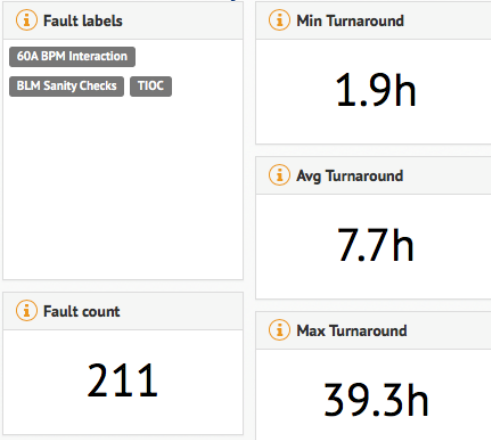 Fault labels
60A BPM Interaction
BLM Sanity Checks TIOC
Fault count
211
Min Turnaround
1.9h
Avg Turnaround
7.7h
Max Turnaround
39.3h